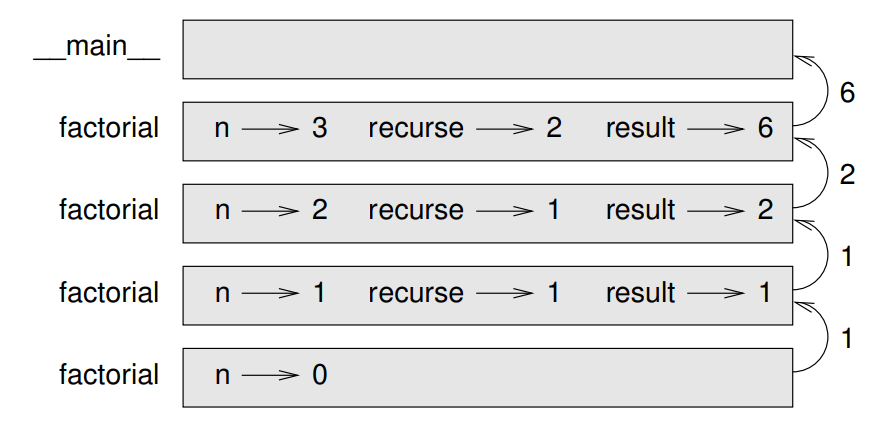 __main__
6
factorial n 3 recurse 2 result 6
2
factorial n 2 recurse 1 result 2
1
factorial n 1 recurse 1 result 1
1
factorial n 0